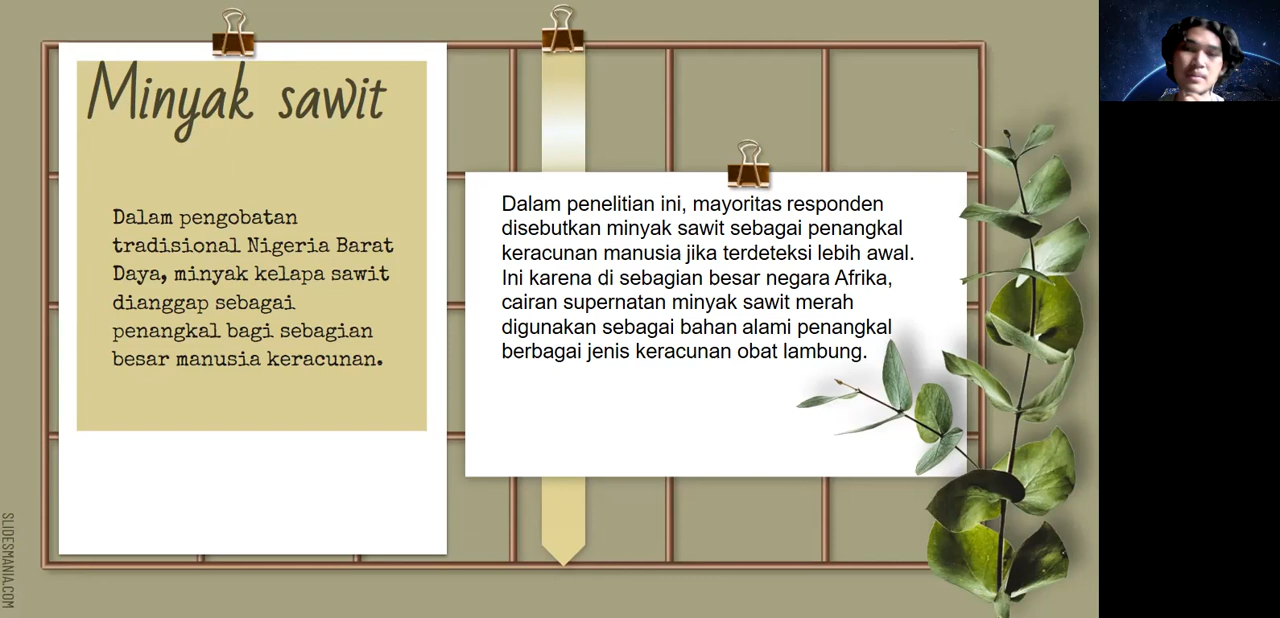 Minyak sawit
Dalam pengobatan
tradisional Nigeria Barat
Daya, minyak kelapa sawit
dianggap sebagai
penangkal bagi sebagian
besar manusia keracunan.
Dalam penelitian ini, mayoritas responden
disebutkan minyak sawit sebagai penangkal
keracunan manusia jika terdeteksi lebih awal.
Ini karena di sebagian besar negara Afrika,
cairan supernatan minyak sawit merah
digunakan sebagai bahan alami penangkal
berbagai jenis keracunan obat lambung.
SLIDESMANIA.COM